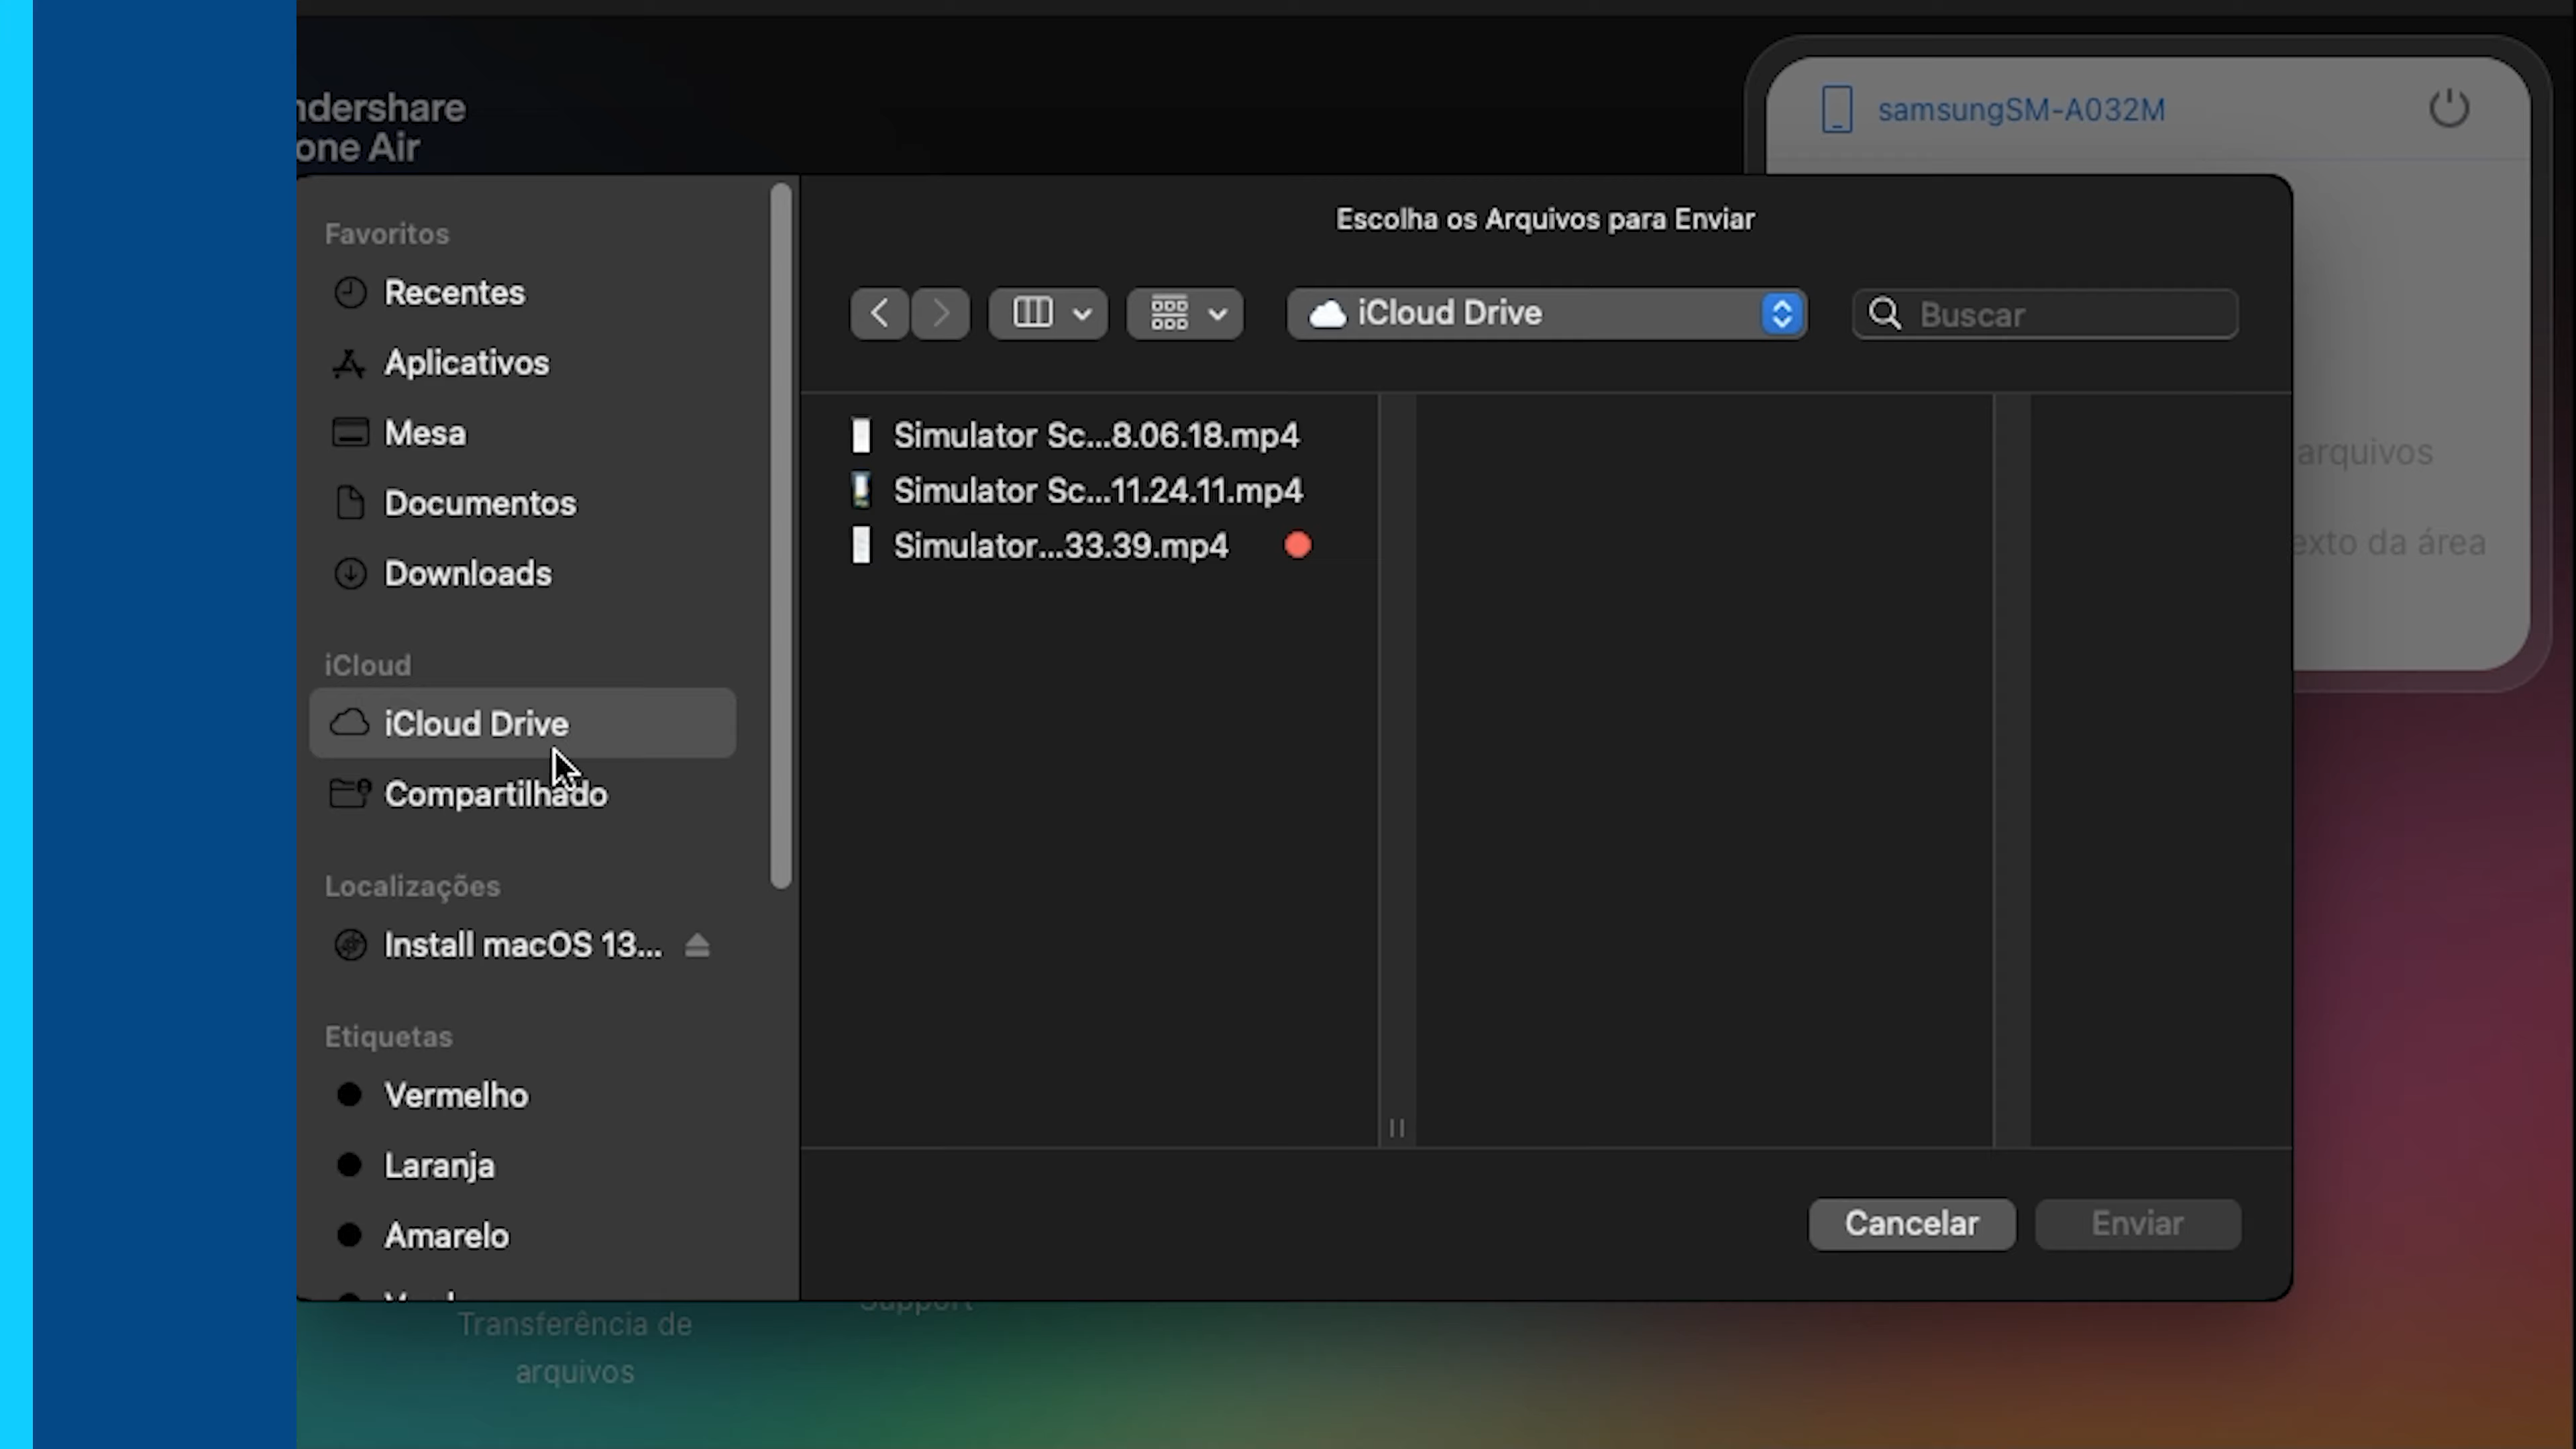 ndershare
one Air
samsungSM-A032M
Favoritos
Recentes
Aplicativos
Mesa
Documentos
Downloads
iCloud
iCloud Drive
Compartilhado
Localizações
Install macOS 13...
Etiquetas
Vermelho
Laranja
Amarelo
Escolha os Arquivos para Enviar
iCloud Drive
Buscar
Simulator Sc...8.06.18.mp4
Simulator Sc...11.24.11.mp4
Simulator...33.39.mp4
arquivos
exto da área
Cancelar
Enviar
Transferência de
arquivos
Support